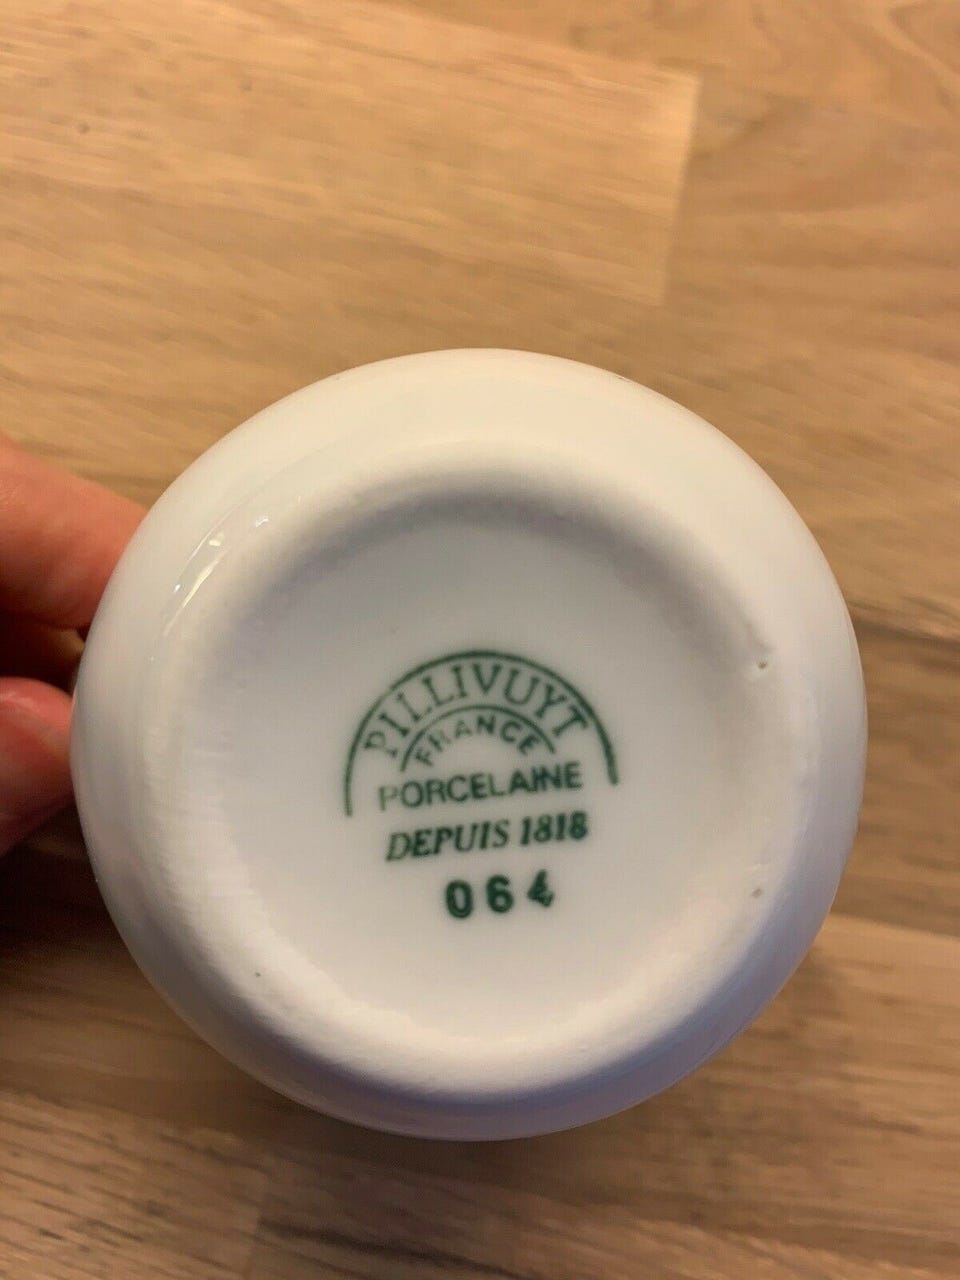 PILLIVUYT
FRANCE
PORCELAINE
DEPUIS 1818
064